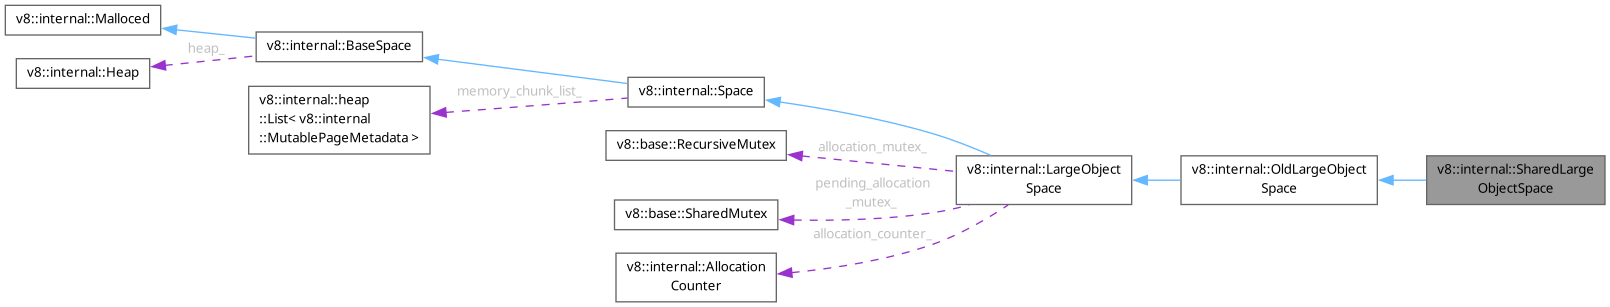 v8::internal::Malloced
heap_
v8::internal::Heap
v8::internal::BaseSpace
v8::internal::heap
::List< v8::internal
::MutablePageMetadata >
memory_chunk_list_
v8::internal::Space
v8::base::RecursiveMutex
v8::base::SharedMutex
v8::internal::Allocation
Counter
allocation_mutex_
pending_allocation
_mutex_
allocation_counter_
v8::internal::LargeObject
Space
v8::internal::OldLargeObject
Space
v8::internal::SharedLarge
ObjectSpace